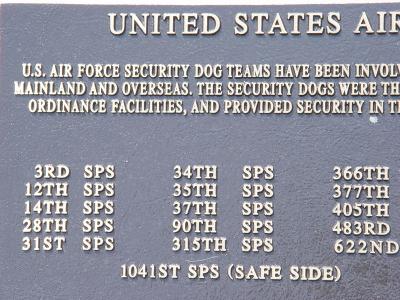 UNITED STATES AIR
U.S. AIR FORCE SECURITY DOG TEAMS HAVE BEEN INVOL
MAINLAND AND OVERSEAS. THE SECURITY DOGS WERE TH
ORDINANCE FACILITIES, AND PROVIDED SECURITY IN T
3RD SPS 34TH SPS 366TH
12TH SPS 35TH SPS 377TH
14TH SPS 37TH SPS 405TH
28TH SPS 90TH SPS 483RD
31ST SPS 315TH SPS 622ND
1041ST SPS (SAFE SIDE)